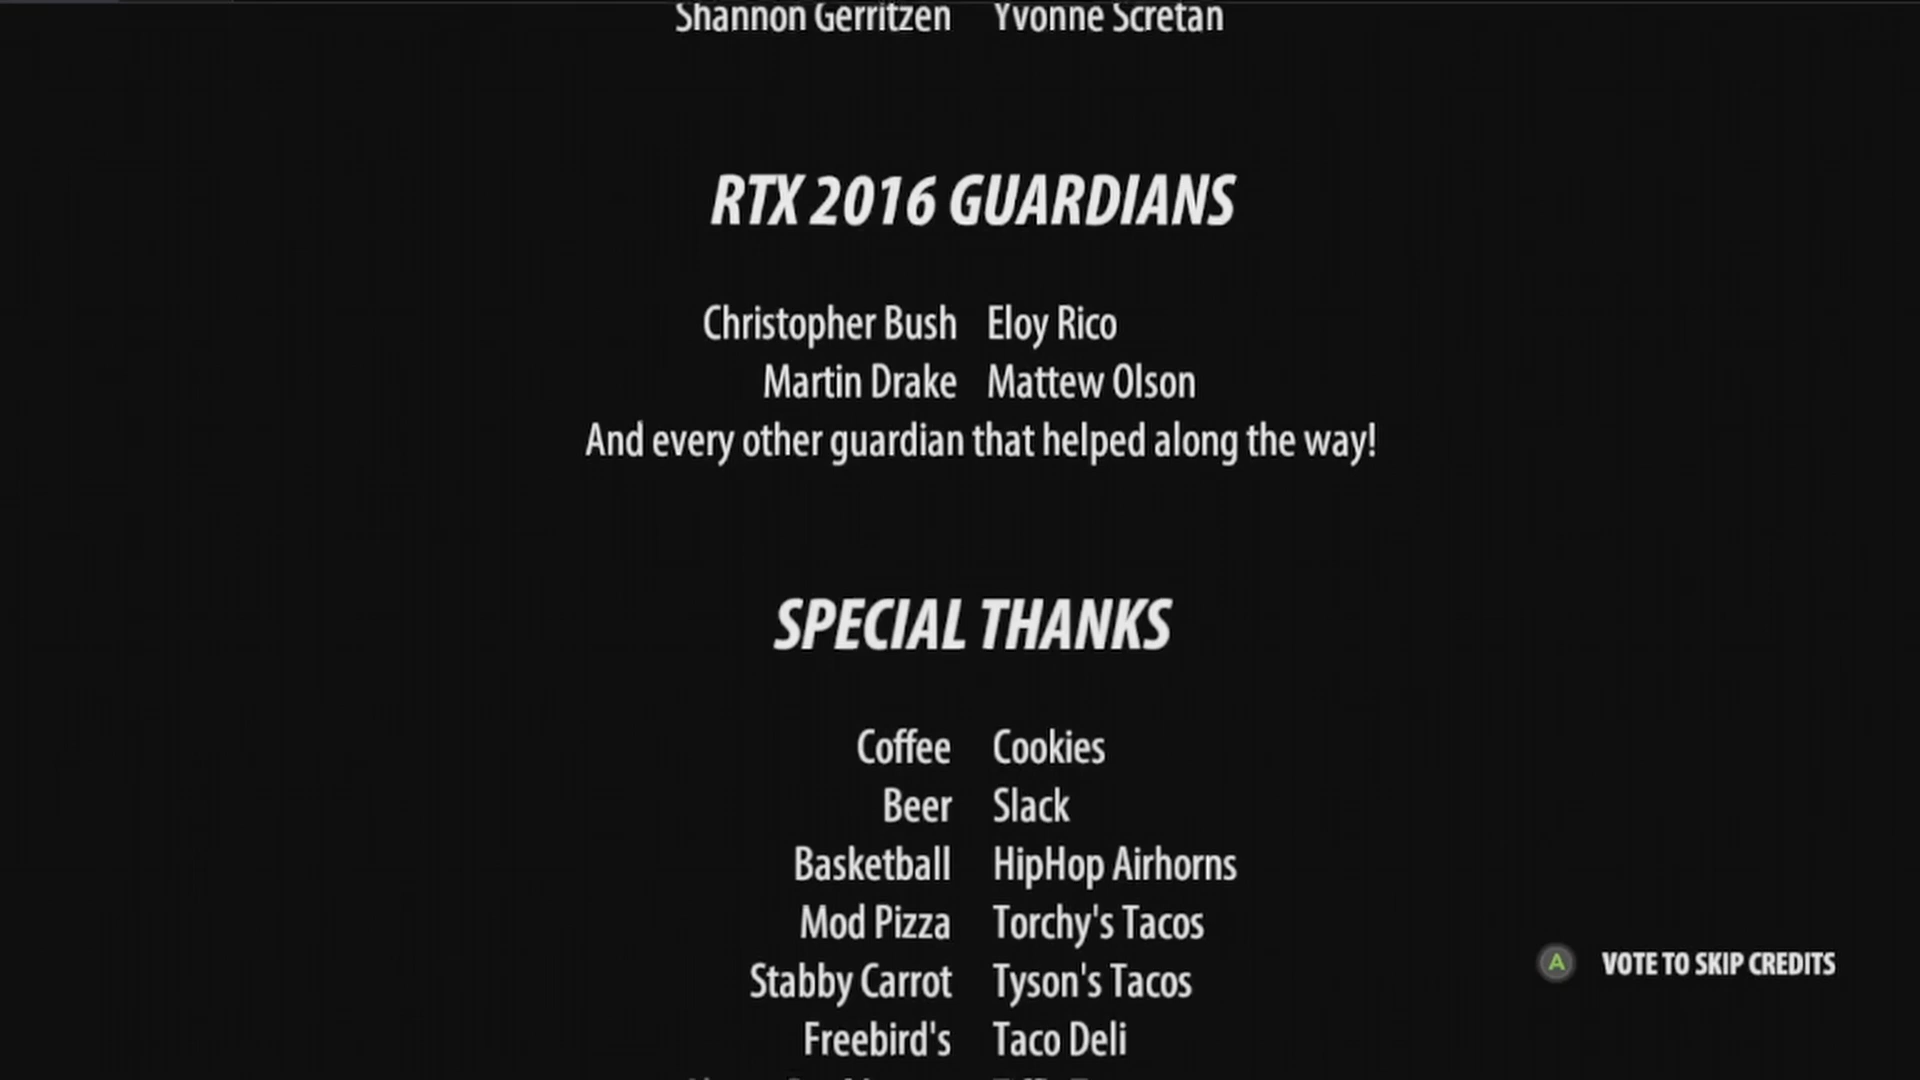 Shannon Gerritzen Yvonne Scretan
RTX 2016 GUARDIANS
Christopher Bush Eloy Rico
Martin Drake Mattew Olson
And every other guardian that helped along the way!
SPECIAL THANKS
Coffee Cookies
Beer Slack
Basketball HipHop Airhorns
Mod Pizza Torchy's Tacos
Stabby Carrot Tyson's Tacos
Freebird's Taco Deli
A VOTE TO SKIP CREDITS